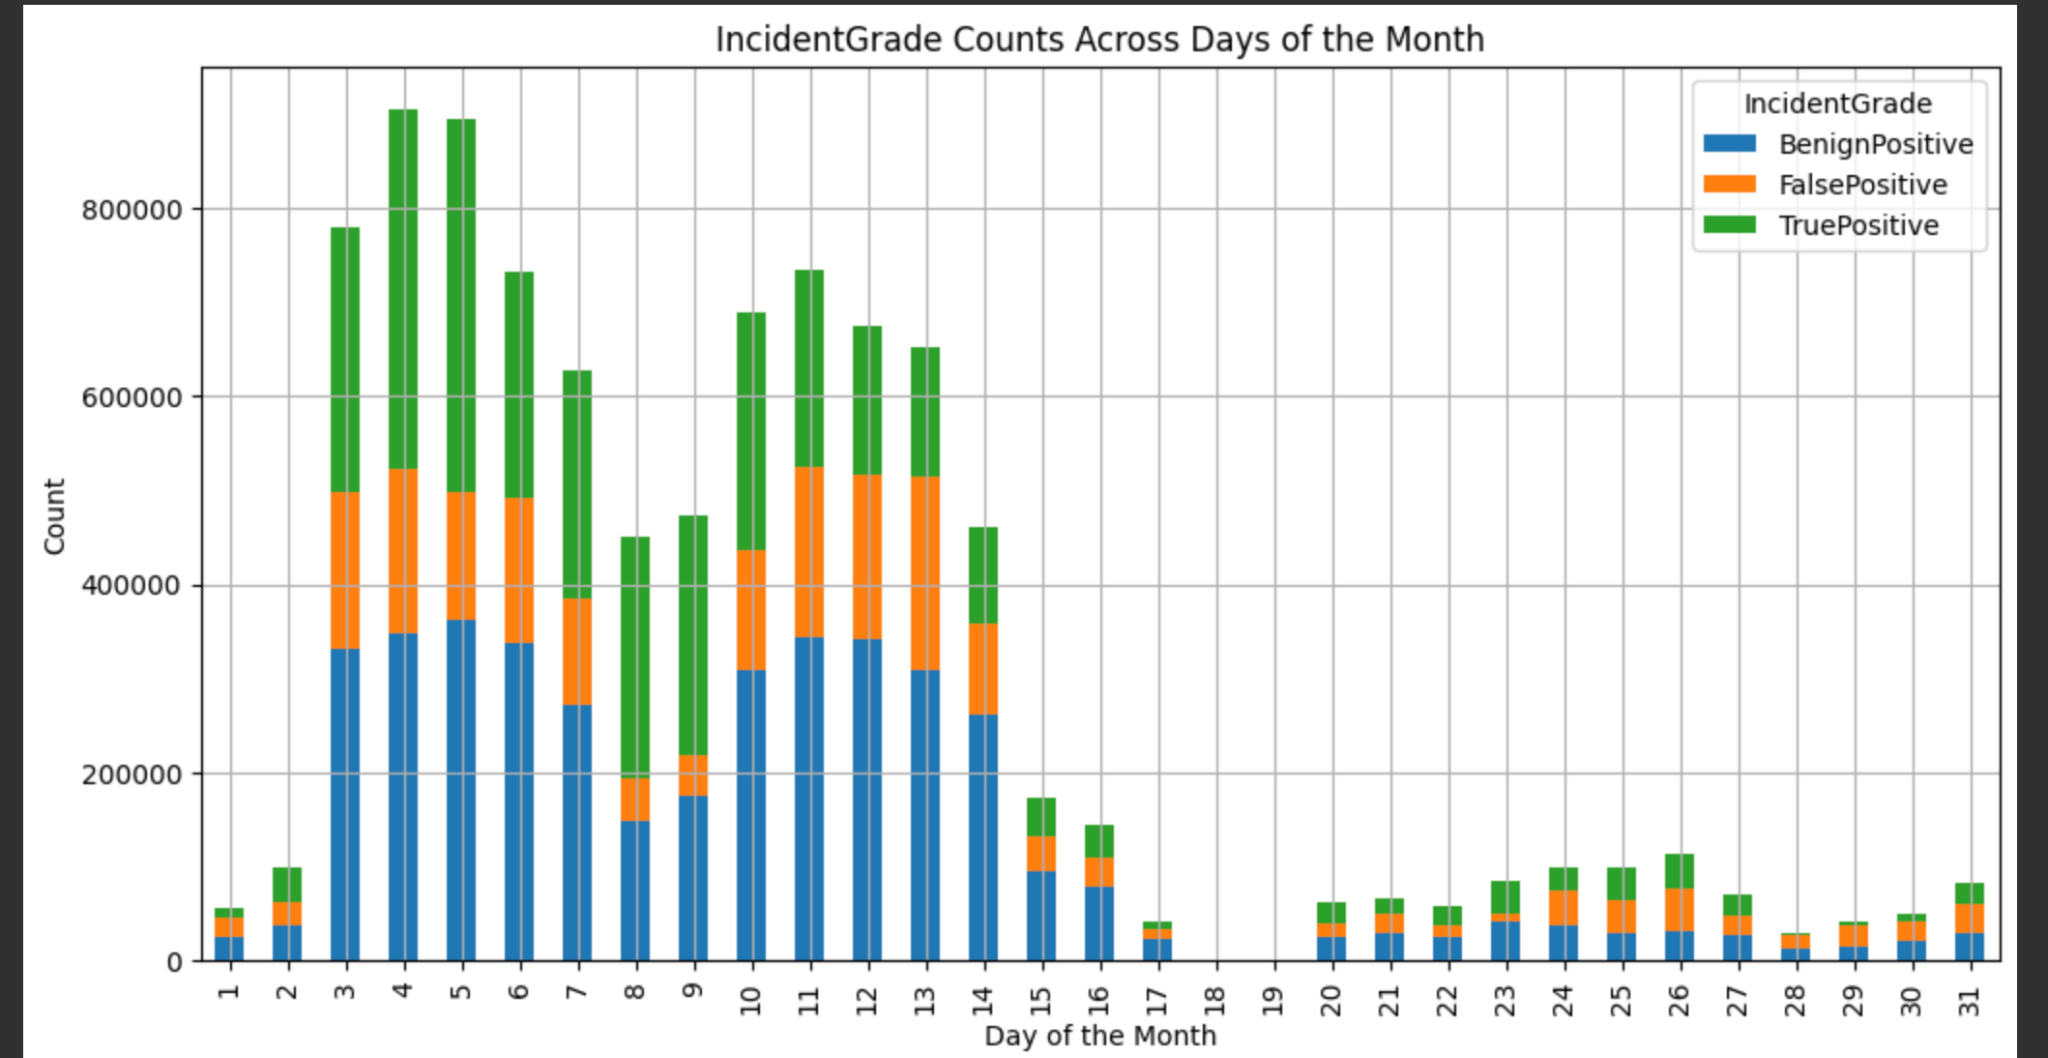 IncidentGrade Counts Across Days of the Month
IncidentGrade
BenignPositive
FalsePositive
TruePositive
Count
800000
600000
400000
200000
0
1 2 3 4 5 6 7 8 9 10 11 12 13 14 15 16 17 18 19 20 21 22 23 24 25 26 27 28 29 30 31
Day of the Month